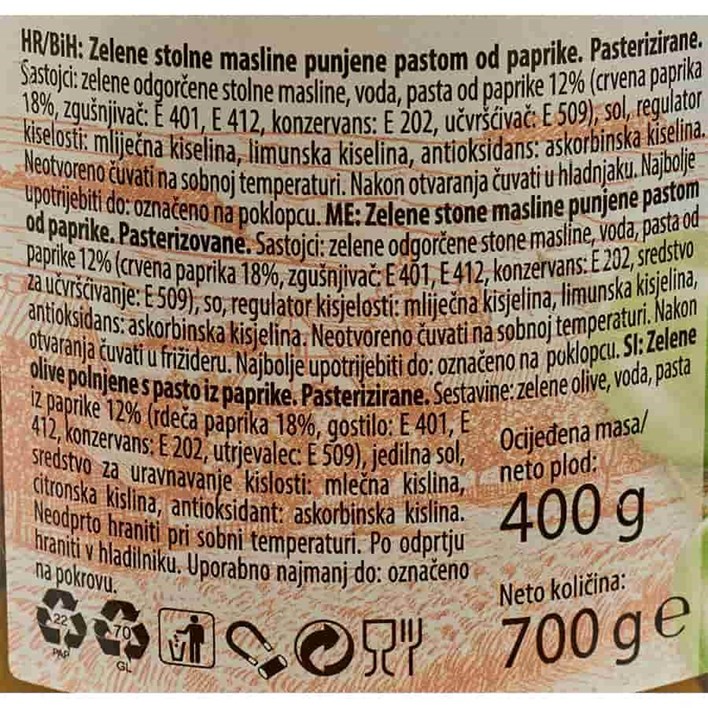 HR/BiH: Zelene stolne masline punjene pastom od paprike. Pasterizirane.
Sastojci: zelene odgorčene stolne masline, voda, pasta od paprike 12% (crvena paprika
18%, zgušnjivač: E 401, E 412, konzervans: E 202, učvršćivač: E 509), sol, regulator
kiselosti: mliječna kiselina, limunska kiselina, antioksidans: askorbinska kiselina.
Neotvoreno čuvati na sobnoj temperaturi. Nakon otvaranja čuvati u hladnjaku. Najbolje
upotrijebiti do: označeno na poklopcu. ME: Zelene stone masline punjene pastom
od paprike. Pasterizovane. Sastojci: zelene odgorčene stone masline, voda, pasta od
paprike 12% (crvena paprika 18%, zgušnjivač: E 401, E 412, konzervans: E 202, sredstvo
za učvršćivanje: E 509), so, regulator kisjelosti: mliječna kisjelina, limunska kisjelina,
antioksidans: askorbinska kisjelina. Neotvoreno čuvati na sobnoj temperaturi. Nakon
otvaranja čuvati u frižideru. Najbolje upotrijebiti do: označeno na poklopcu. SI: Zelene
olive polnjene s pasto iz paprike. Pasterizirane. Sestavine: zelene olive, voda, pasta
iz paprike 12% (rdeča paprika 18%, gostilo: E 401, E
412, konzervans: E 202, utrjevalec: E 509), jedilna sol,
sredstvo za uravnavanje kislosti: mlečna kislina,
citronska kislina, antioksidant: askorbinska kislina.
Neodprto hraniti pri sobni temperaturi. Po odprtju
hraniti v hladilniku. Uporabno najmanj do: označeno
na pokrovu.
Ocijeđena masa/
neto plod:
400 g
Neto količina:
700 g e
22
PAP
70
GL